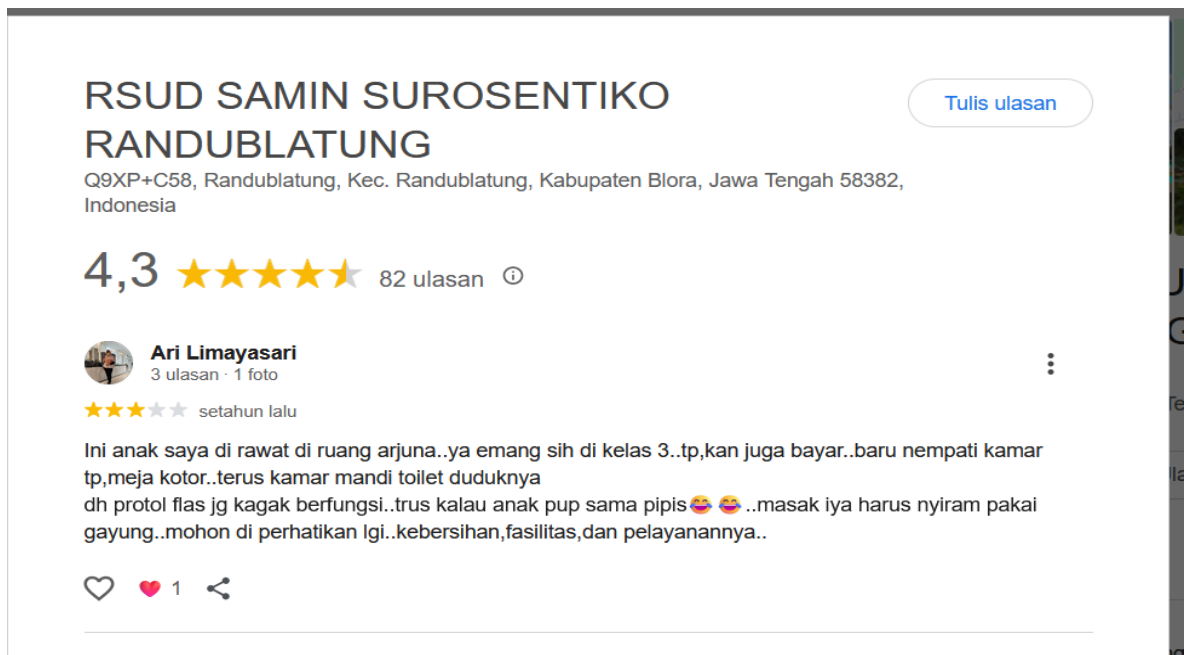 RSUD SAMIN SUROSENTIKO
RANDUBLATUNG
Tulis ulasan
Q9XP+C58, Randublatung, Kec. Randublatung, Kabupaten Blora, Jawa Tengah 58382,
Indonesia
4,3
82 ulasan
Ari Limayasari
3 ulasan · 1 foto
setahun lalu
Ini anak saya di rawat di ruang arjuna..ya emang sih di kelas 3..tp,kan juga bayar..baru nempati kamar
tp,meja kotor..terus kamar mandi toilet duduknya
dh protol flas jg kagak berfungsi..trus kalau anak pup sama pipis😂 😂 ..masak iya harus nyiram pakai
gayung..mohon di perhatikan lgi..kebersihan,fasilitas,dan pelayanannya..
1